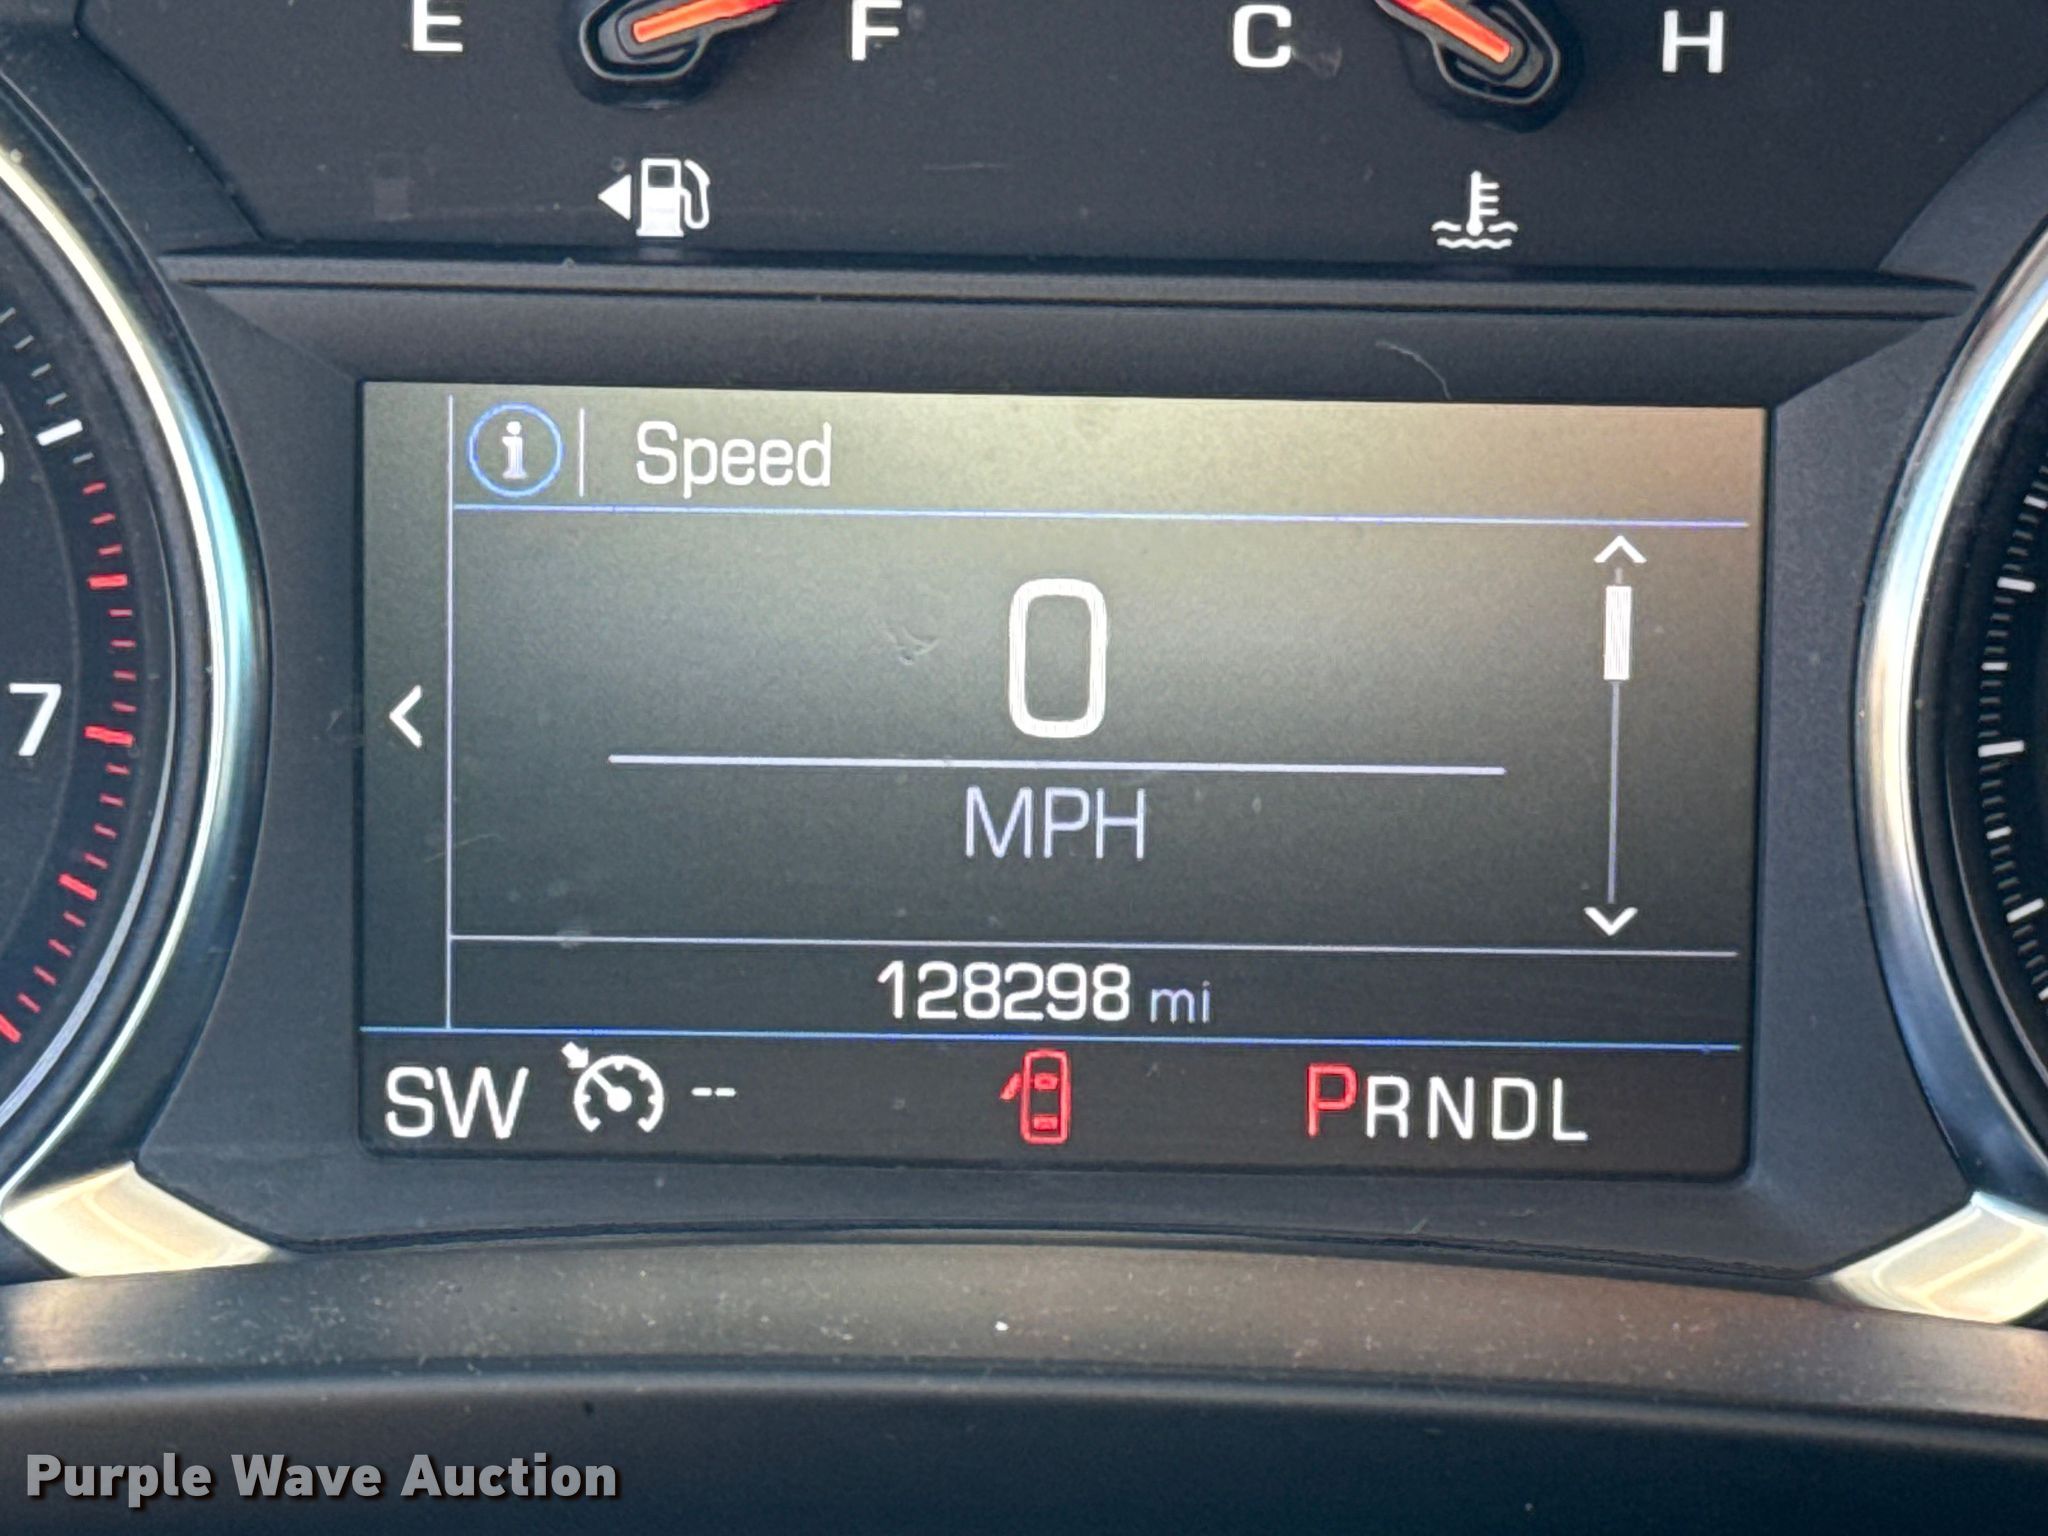 E F C H
Speed
0
7
MPH
128298 mi
SW -- PRNDL
Purple Wave Auction